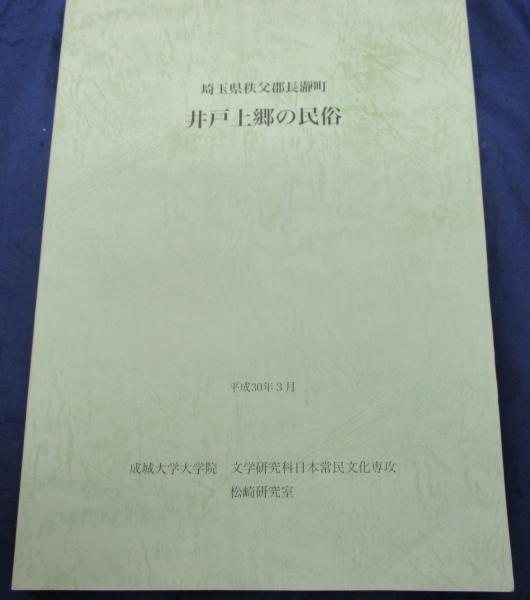 埼玉県秩父郡長瀞町
井戸上郷の民俗
平成30年3月
成城大学大学院　文学研究科日本常民文化専攻
松崎研究室